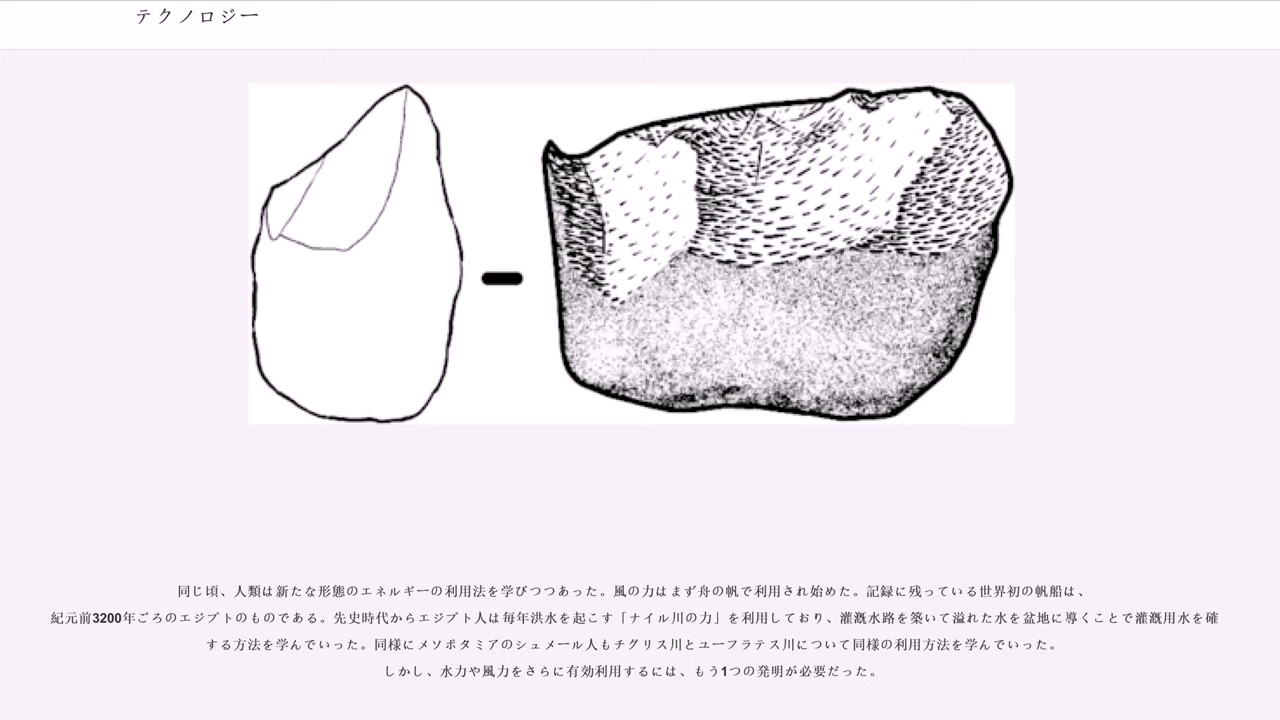 テクノロジー
同じ頃、人類は新たな形態のエネルギーの利用法を学びつつあった。風の力はまず舟の帆で利用され始めた。記録に残っている世界初の帆船は、
紀元前3200年ごろのエジプトのものである。先史時代からエジプト人は毎年洪水を起こす「ナイル川の力」を利用しており、灌漑水路を築いて溢れた水を盆地に導くことで灌漑用水を確
する方法を学んでいった。同様にメソポタミアのシュメール人もチグリス川とユーフラテス川について同様の利用方法を学んでいった。
しかし、水力や風力をさらに有効利用するには、もう1つの発明が必要だった。